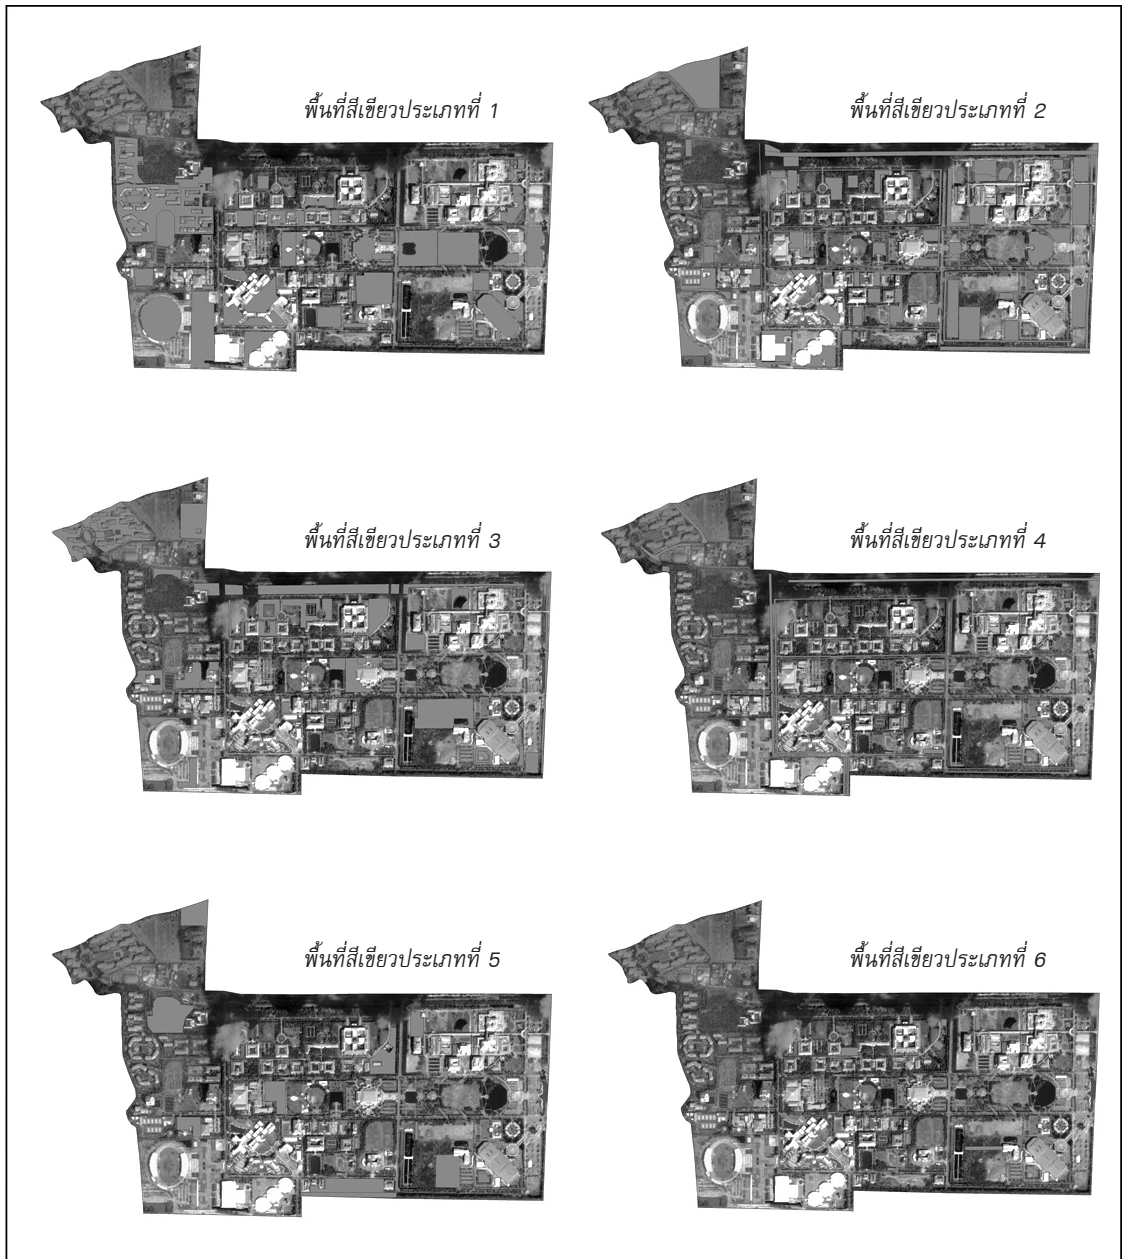 พื้นที่สีเขียวประเภทที่ 1
พื้นที่สีเขียวประเภทที่ 2
พื้นที่สีเขียวประเภทที่ 3
พื้นที่สีเขียวประเภทที่ 4
พื้นที่สีเขียวประเภทที่ 5
พื้นที่สีเขียวประเภทที่ 6